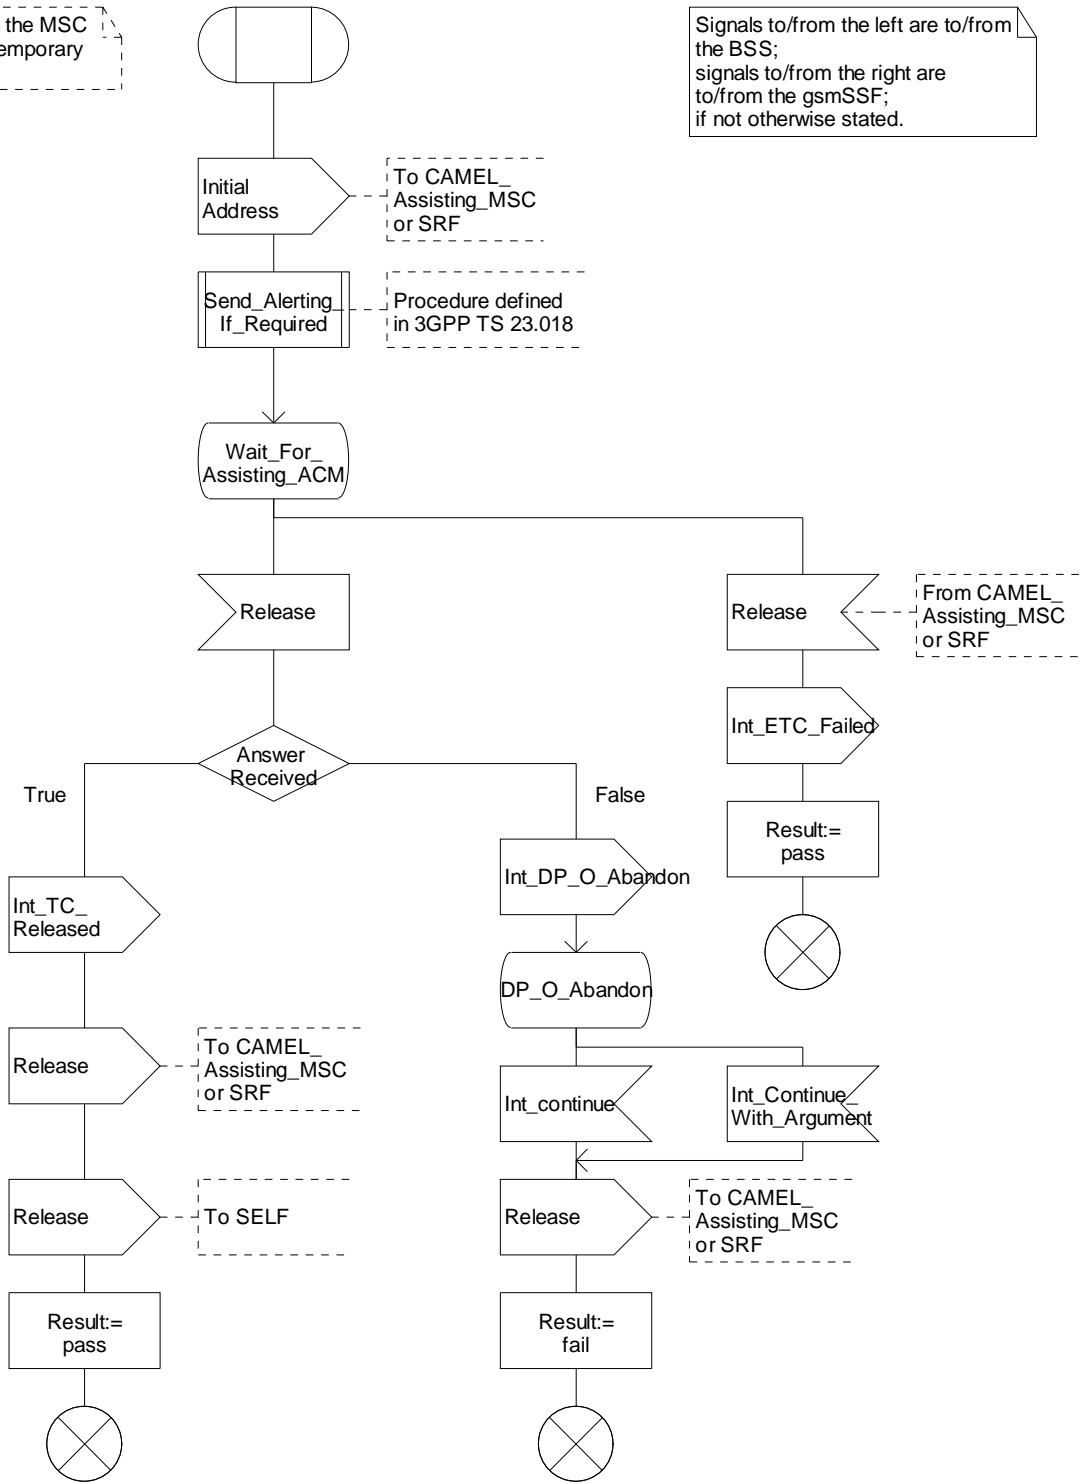 the MSC
emporary
Signals to/from the left are to/from
the BSS;
signals to/from the right are
to/from the gsmSSF;
if not otherwise stated.
Initial
Address
To CAMEL_
Assisting_MSC
or SRF
Send_Alerting_
If_Required
Procedure defined
in 3GPP TS 23.018
Wait_For_
Assisting_ACM
Release
Release
From CAMEL_
Assisting_MSC
or SRF
Int_ETC_Failed
Answer
Received
True
False
Result:=
pass
Int_DP_O_Abandon
Int_TC_
Released
DP_O_Abandon
Release
To CAMEL_
Assisting_MSC
or SRF
Int_continue
Int_Continue_
With_Argument
Release
To SELF
Release
To CAMEL_
Assisting_MSC
or SRF
Result:=
pass
Result:=
fail